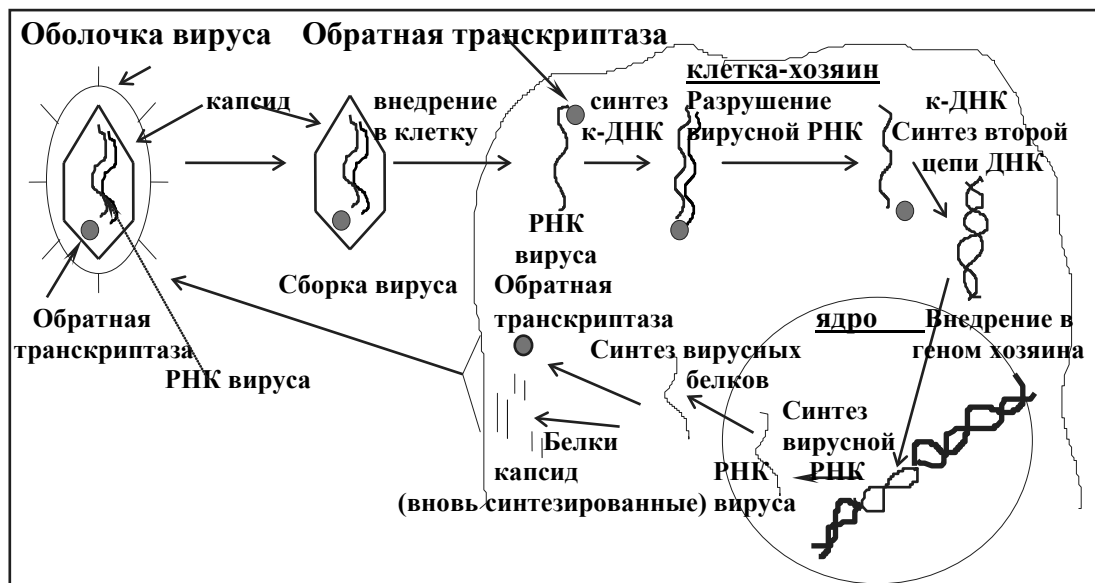 Оболочка вируса
Обратная транскриптаза
клетка-хозяин
капсид
внедрение
в клетку
синтез
к-ДНК
Разрушение
вирусной РНК
к-ДНК
Синтез второй
цепи ДНК
РНК
вируса
Сборка вируса
Обратная
транскриптаза
Обратная
транскриптаза
РНК вируса
ядро
Внедрение в
геном хозяина
Синтез вирусных
белков
Синтез
вирусной
РНК
РНК
вируса
Белки
капсид
(вновь синтезированные)